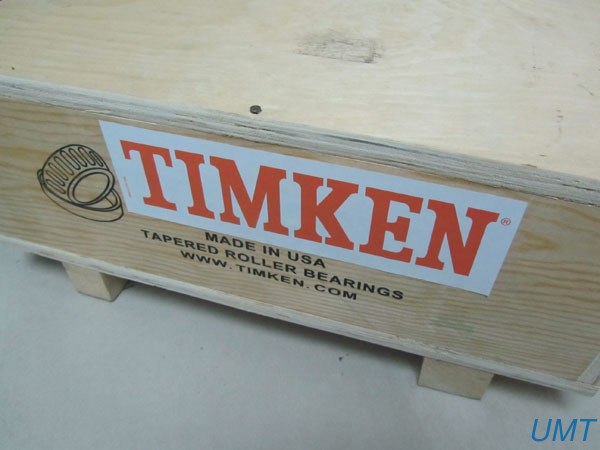 TIMKEN®
MADE IN USA
TAPERED ROLLER BEARINGS
WWW.TIMKEN.COM
UMT